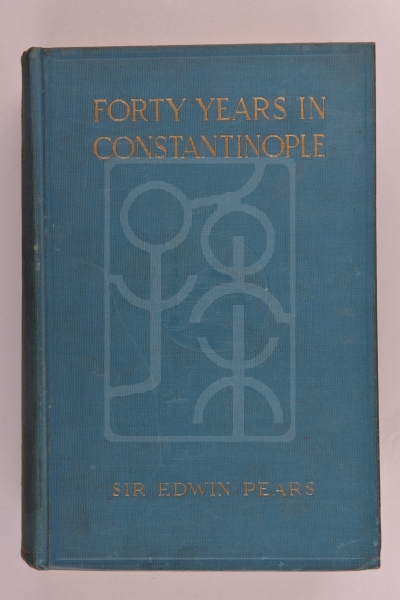 FORTY YEARS IN
CONSTANTINOPLE
SIR EDWIN PEARS